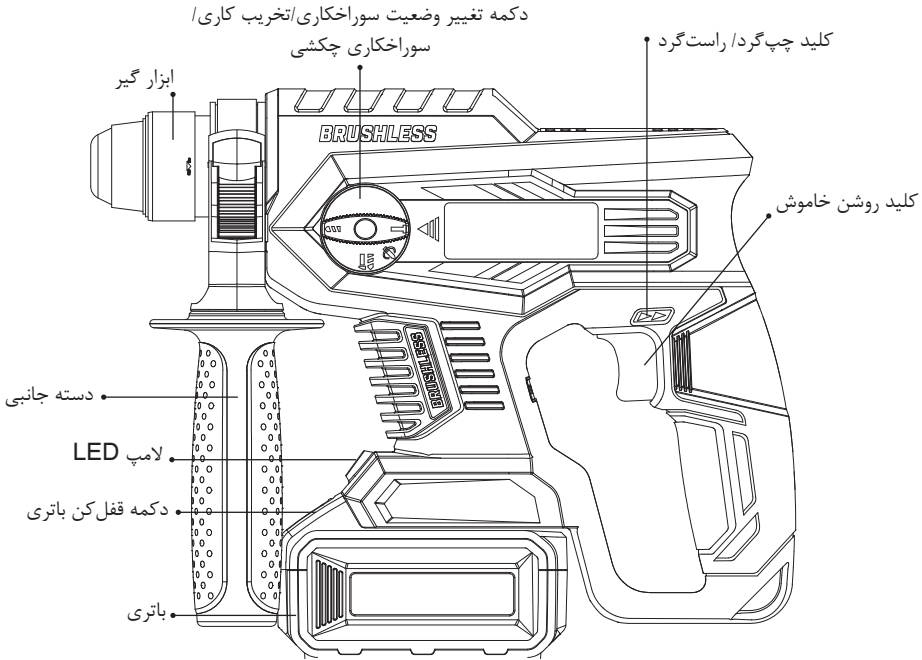 دکمه تغییر وضعیت سوراخکاری/تخریب کاری/
سوراخکاری چکشی
کلید چپ‌گرد/ راست‌گرد
ابزار گیر
BRUSHLESS
کلید روشن خاموش
BRUSHLESS
دسته جانبی
لامپ LED
دکمه قفل‌کن باتری
باتری